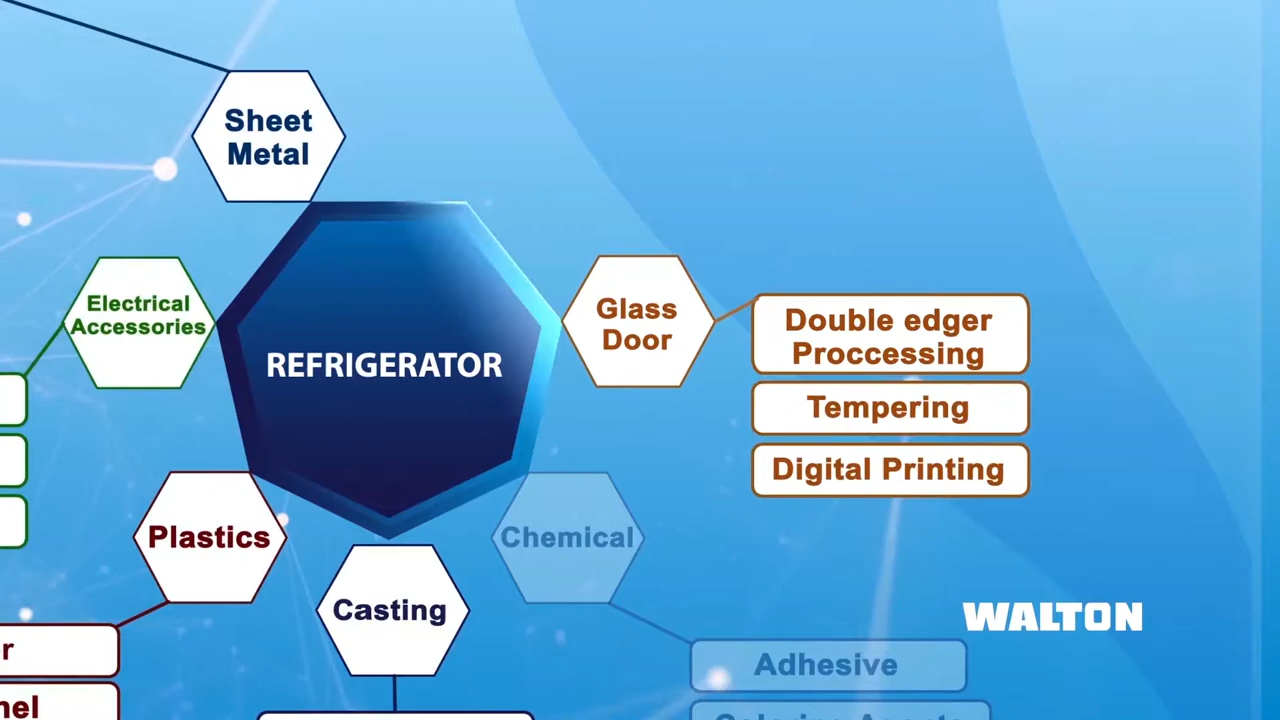 Sheet
Metal
Electrical
Accessories
REFRIGERATOR
Glass
Door
Double edger
Proccessing
Tempering
Digital Printing
Plastics
Casting
Chemical
WALTON
Adhesive